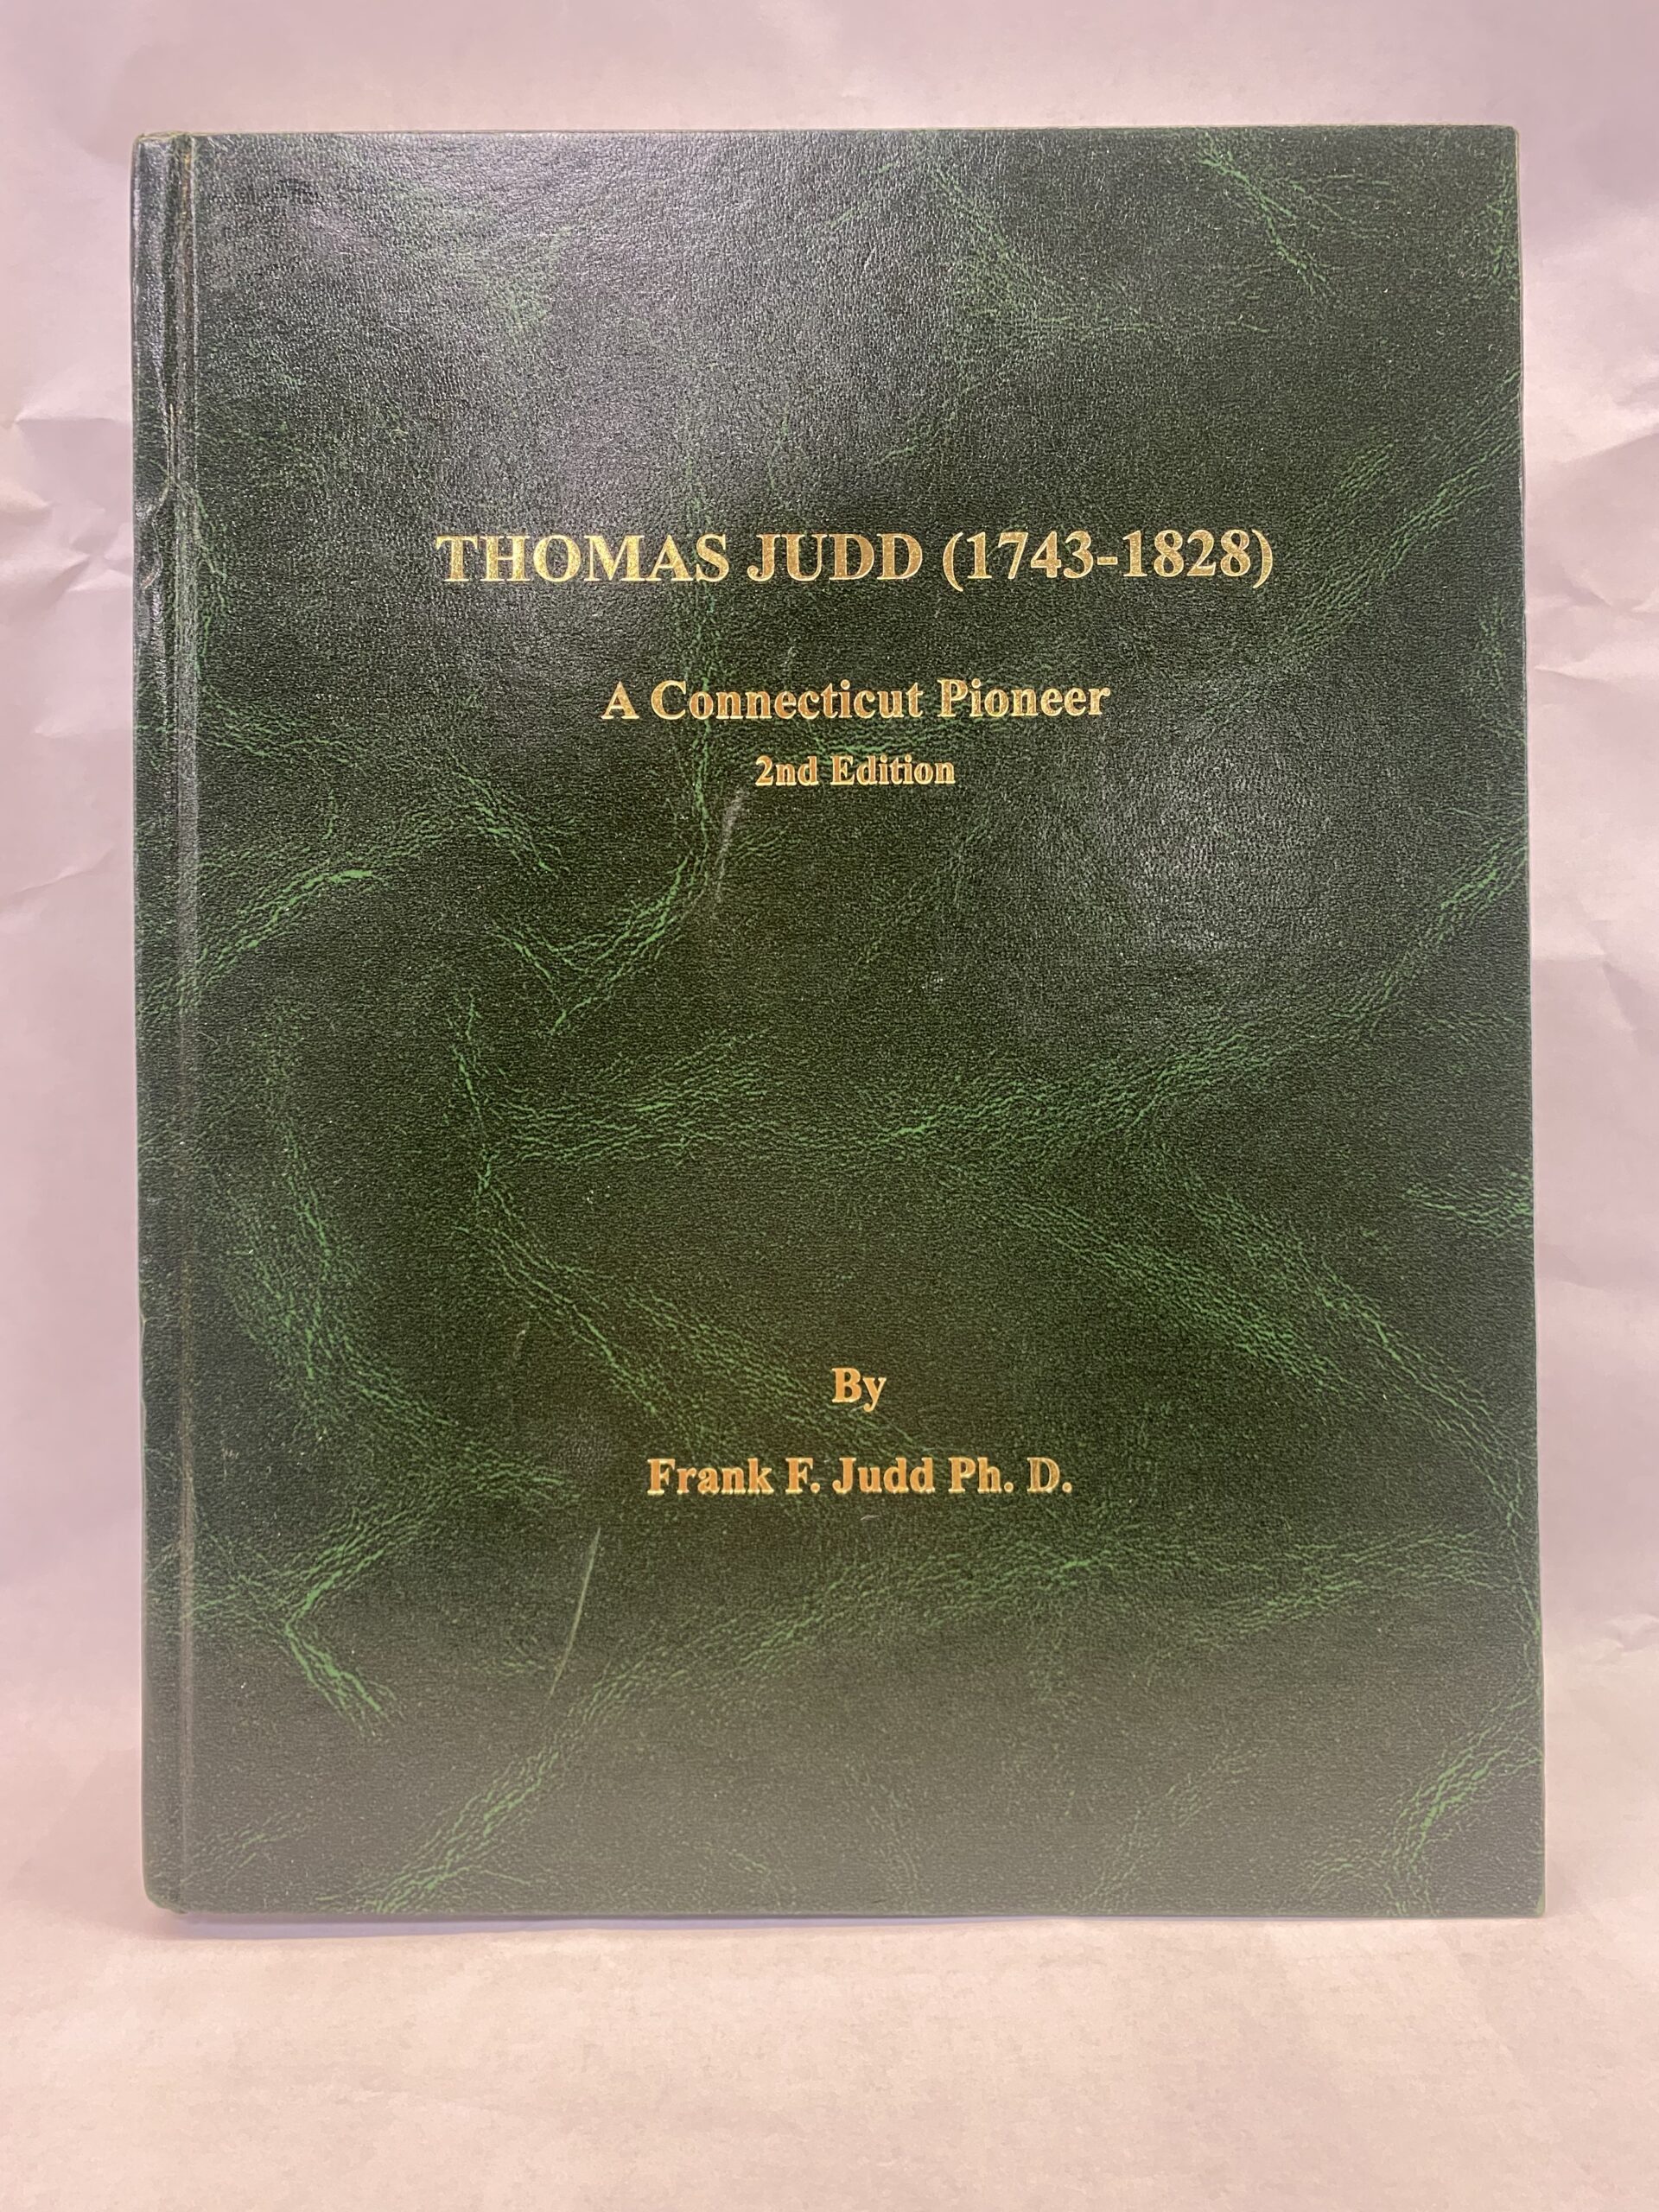 THOMAS JUDD (1743-1828)
A Connecticut Pioneer
2nd Edition
By
Frank F. Judd Ph. D.